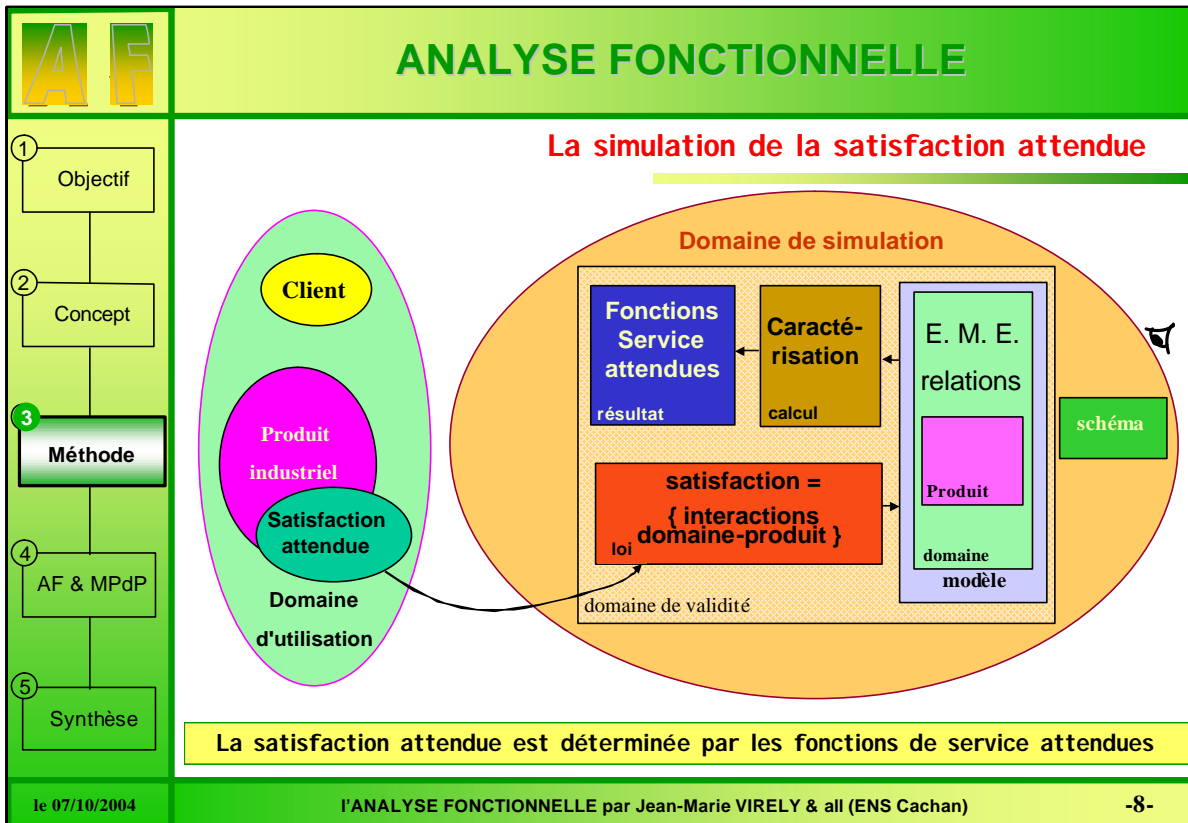 AF
ANALYSE FONCTIONNELLE
La simulation de la satisfaction attendue
1
Objectif
2
Concept
3
Méthode
4
AF & MPdP
5
Synthèse
Client
Produit
industriel
Satisfaction
attendue
Domaine
d'utilisation
Domaine de simulation
Fonctions
Service
attendues
résultat
Caracté-
risation
calcul
E. M. E.
relations
Produit
domaine
modèle
schéma
satisfaction =
{ interactions
domaine-produit }
loi
domaine de validité
La satisfaction attendue est déterminée par les fonctions de service attendues
le 07/10/2004
l'ANALYSE FONCTIONNELLE par Jean-Marie VIRELY & all (ENS Cachan)
-8-